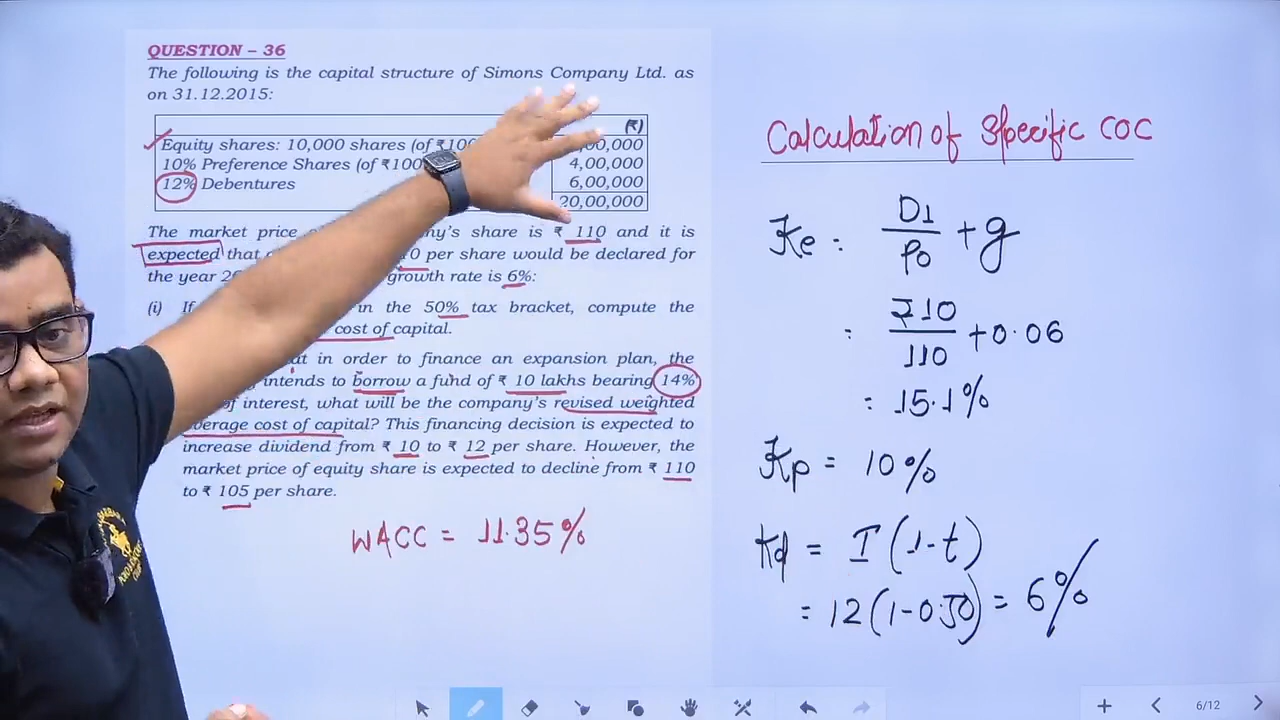 QUESTION – 36
The following is the capital structure of Simons Company Ltd. as
on 31.12.2015:
(₹)
Equity shares: 10,000 shares (of ₹100 00,000
10% Preference Shares (of ₹100 4,00,000
12% Debentures 6,00,000
20,00,000
The market price y's share is ₹ 110 and it is
expected that 0 per share would be declared for
the year growth rate is 6%:
(i) If in the 50% tax bracket, compute the
cost of capital.
at in order to finance an expansion plan, the
intends to borrow a fund of ₹ 10 lakhs bearing 14%
of interest, what will be the company's revised weighted
verage cost of capital? This financing decision is expected to
increase dividend from ₹ 10 to ₹ 12 per share. However, the
market price of equity share is expected to decline from ₹ 110
to ₹ 105 per share.
WACC = 11.35%
Calculation of Specific COC
Ke : D1
P0 + g
: ₹10
110 + 0.06
: 15.1%
Kp = 10%
Kd = I (1-t)
= 12 (1-0.50) = 6%
6/12